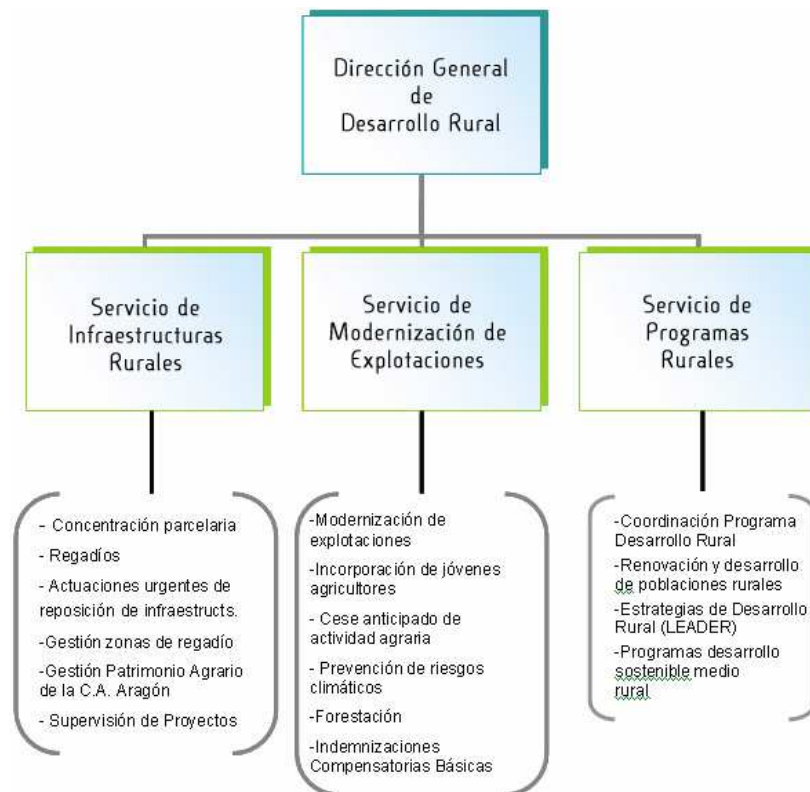 Dirección General
de
Desarrollo Rural
Servicio de
Infraestructuras
Rurales
Servicio de
Modernización de
Explotaciones
Servicio de
Programas
Rurales
- Concentración parcelaria
- Regadíos
- Actuaciones urgentes de
reposición de infraestructs.
-Gestión zonas de regadío
-Gestión Patrimonio Agrario
de la C.A. Aragón
- Supervisión de Proyectos
-Modernización de
explotaciones
-Incorporación de jóvenes
agricultores
- Cese anticipado de
actividad agraria
- Prevención de riesgos
climáticos
- Forestación
-Indemnizaciones
Compensatorias Básicas
-Coordinación Programa
Desarrollo Rural
-Renovación y desarrollo
de poblaciones rurales
-Estrategias de Desarrollo
Rural (LEADER)
-Programas desarrollo
sostenible medio
rural